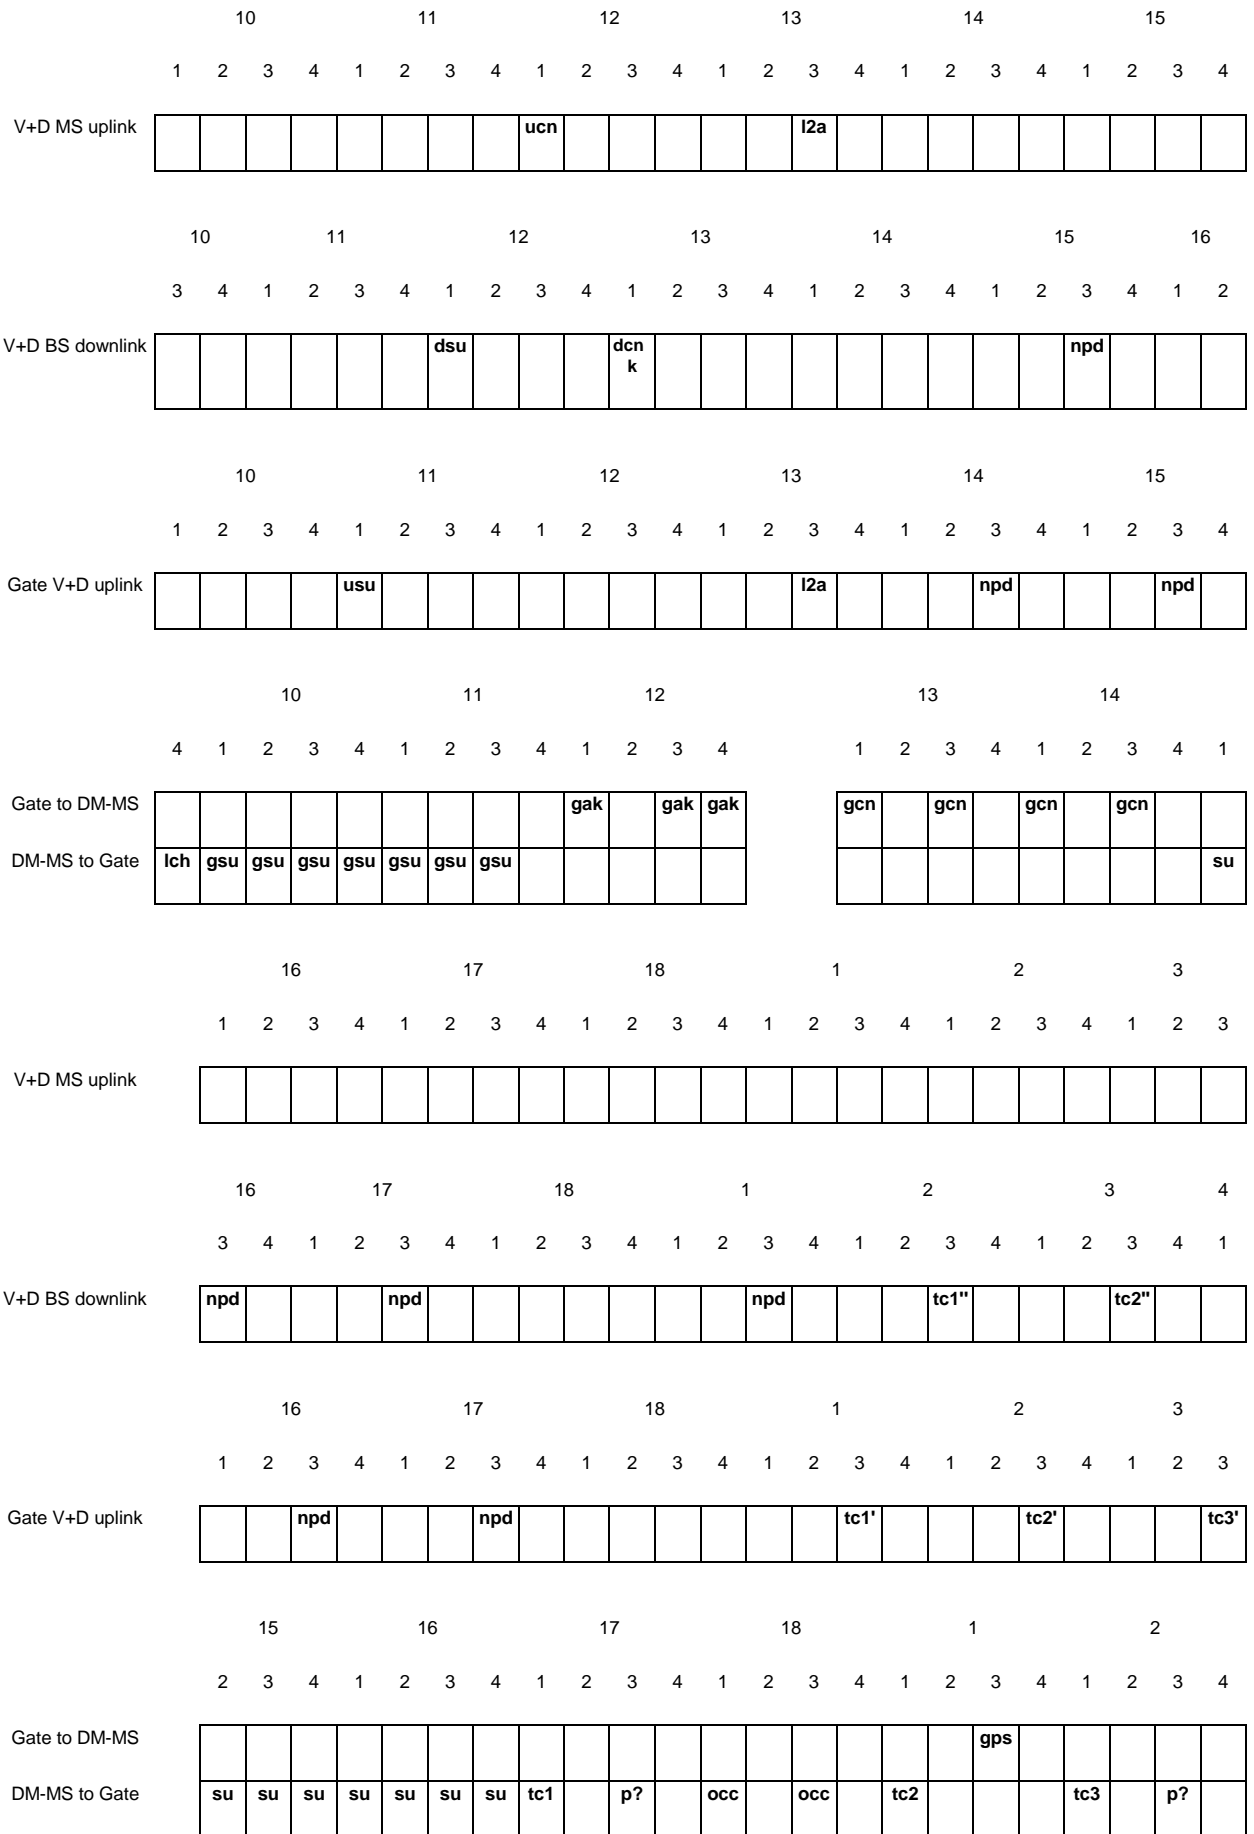 10 11 12 13 14 15
1 2 3 4 1 2 3 4 1 2 3 4 1 2 3 4 1 2 3 4 1 2 3 4
V+D MS uplink ucn l2a
10 11 12 13 14 15 16
3 4 1 2 3 4 1 2 3 4 1 2 3 4 1 2 3 4 1 2 3 4 1 2
V+D BS downlink dsu dcn npd
k
10 11 12 13 14 15
1 2 3 4 1 2 3 4 1 2 3 4 1 2 3 4 1 2 3 4 1 2 3 4
Gate V+D uplink usu l2a npd npd
10 11 12 13 14
4 1 2 3 4 1 2 3 4 1 2 3 4 1 2 3 4 1 2 3 4 1
Gate to DM-MS gak gak gak gcn gcn gcn gcn
DM-MS to Gate lch gsu gsu gsu gsu gsu gsu gsu su
16 17 18 1 2 3
1 2 3 4 1 2 3 4 1 2 3 4 1 2 3 4 1 2 3 4 1 2 3
V+D MS uplink
16 17 18 1 2 3 4
3 4 1 2 3 4 1 2 3 4 1 2 3 4 1 2 3 4 1 2 3 4 1
V+D BS downlink npd npd npd tc1" tc2"
16 17 18 1 2 3
1 2 3 4 1 2 3 4 1 2 3 4 1 2 3 4 1 2 3 4 1 2 3
Gate V+D uplink npd npd tc1' tc2' tc3'
15 16 17 18 1 2
2 3 4 1 2 3 4 1 2 3 4 1 2 3 4 1 2 3 4 1 2 3 4
Gate to DM-MS gps
DM-MS to Gate su su su su su su su tc1 p? occ occ tc2 tc3 p?